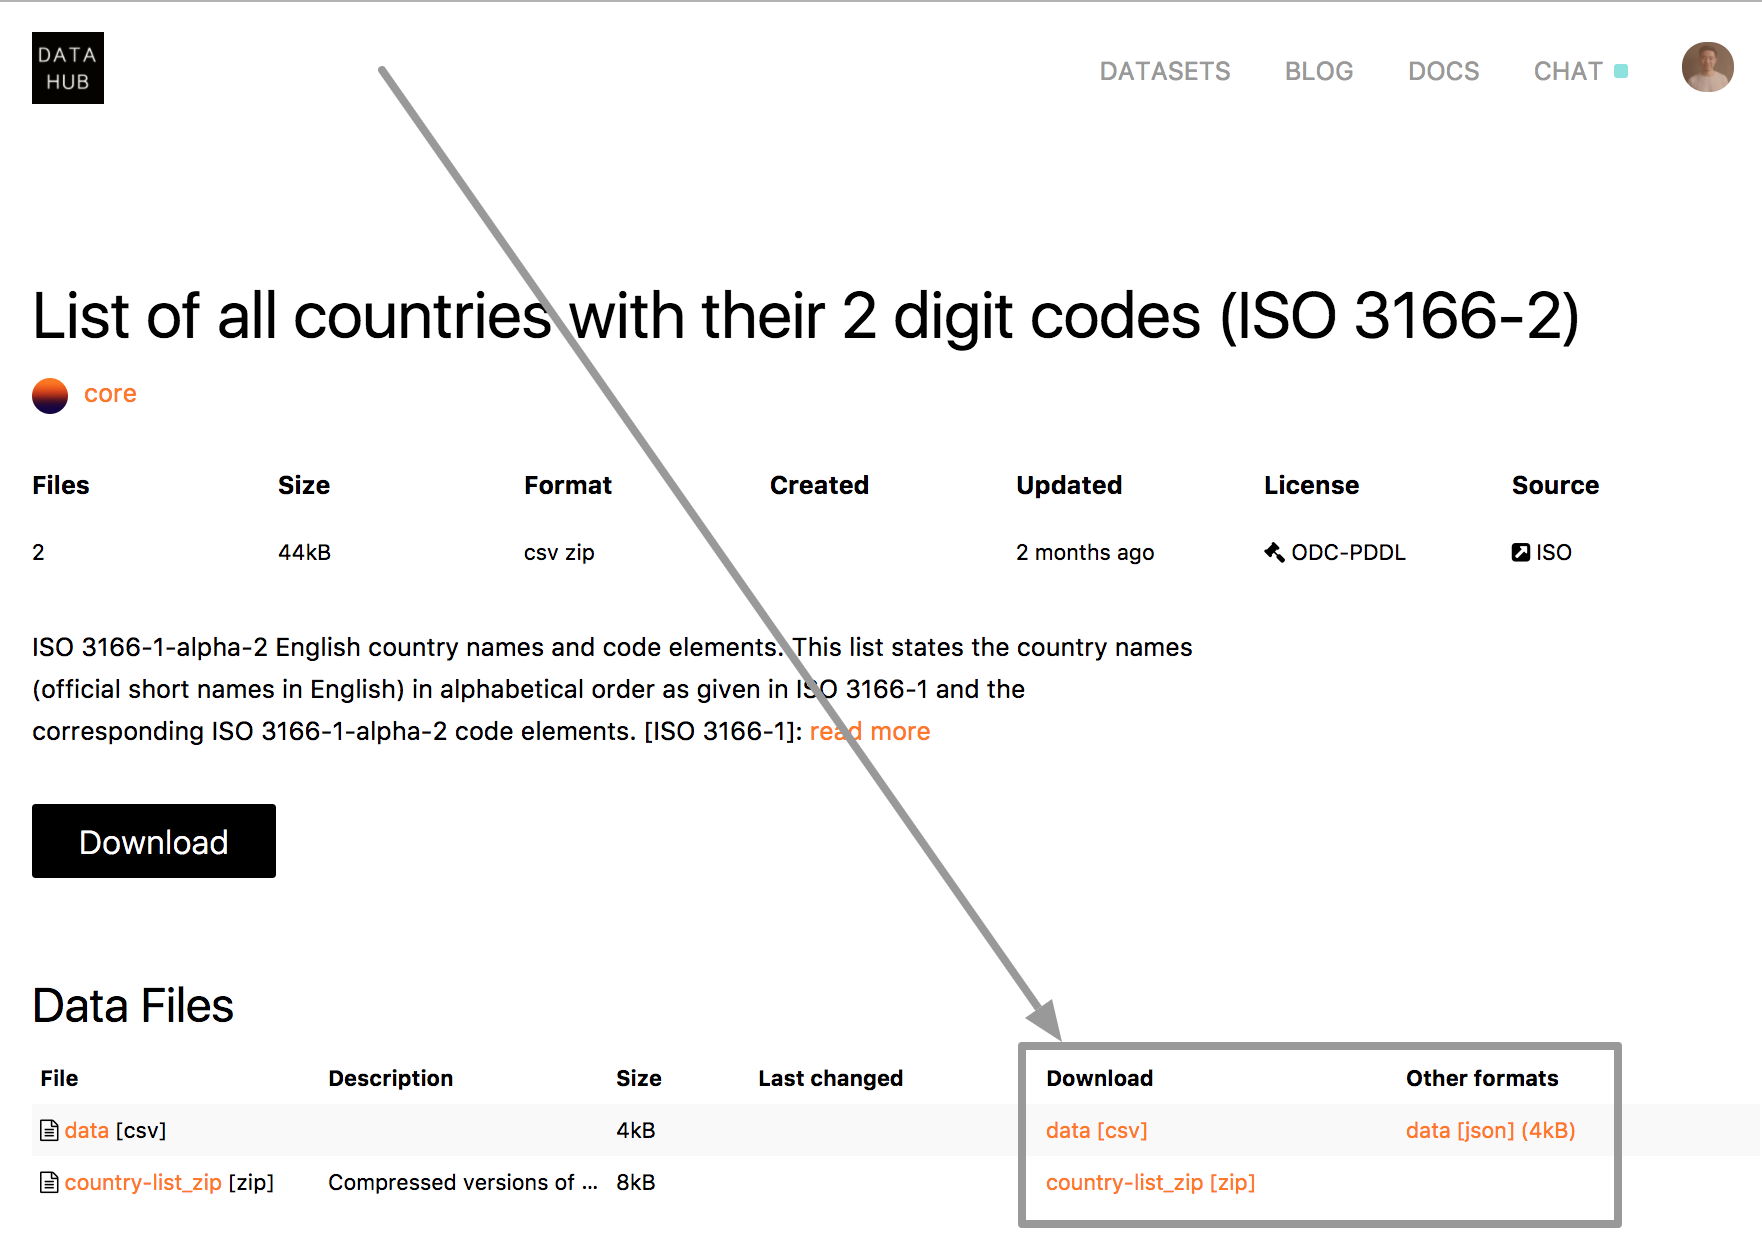 DATA
HUB
DATASETS BLOG DOCS CHAT
List of all countries with their 2 digit codes (ISO 3166-2)
core
Files Size Format Created Updated License Source
2 44kB csv zip 2 months ago ODC-PDDL ISO
ISO 3166-1-alpha-2 English country names and code elements. This list states the country names
(official short names in English) in alphabetical order as given in ISO 3166-1 and the
corresponding ISO 3166-1-alpha-2 code elements. [ISO 3166-1]: read more
Download
Data Files
File Description Size Last changed Download Other formats
data [csv] 4kB data [csv] data [json] (4kB)
country-list_zip [zip] Compressed versions of ... 8kB country-list_zip [zip]